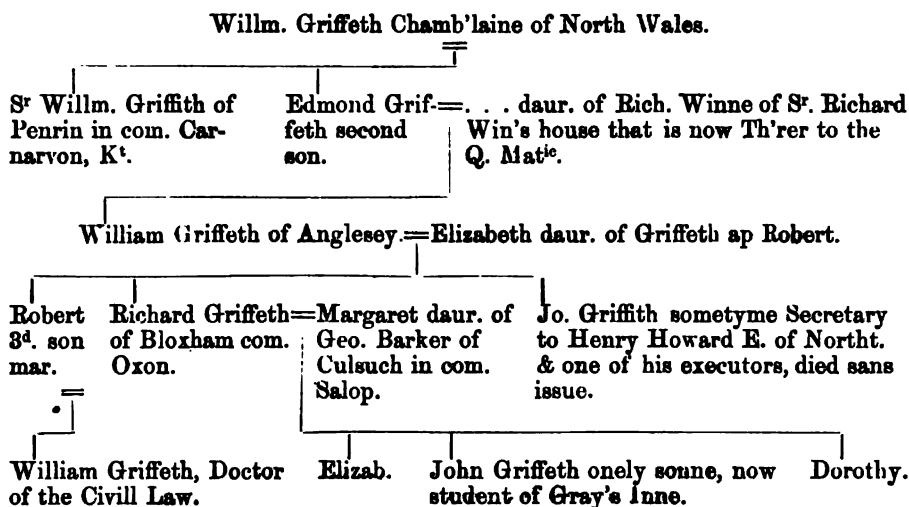 Willm. Griffeth Chamb'laine of North Wales.
Sr Willm. Griffith of
Penrin in com. Car-
narvon, Kt.
Edmond Grif-
feth second
son.
=. . . daur. of Rich. Winne of Sr. Richard
Win's house that is now Th'rer to the
Q. Matie.
William Griffeth of Anglesey.=Elizabeth daur. of Griffeth ap Robert.
Robert
3d. son
mar.
Richard Griffeth=
of Bloxham com.
Oxon.
Margaret daur. of
Geo. Barker of
Culsuch in com.
Salop.
Jo. Griffith sometyme Secretary
to Henry Howard E. of Northt.
& one of his executors, died sans
issue.
William Griffeth, Doctor
of the Civill Law.
Elizab.
John Griffeth onely sonne, now
student of Gray's Inne.
Dorothy.